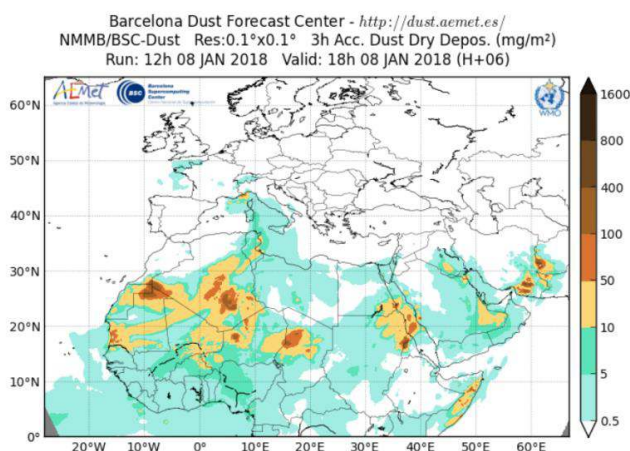 Barcelona Dust Forecast Center - http://dust.aemet.es/
NMMB/BSC-Dust Res:0.1°x0.1° 3h Acc. Dust Dry Depos. (mg/m²)
Run: 12h 08 JAN 2018 Valid: 18h 08 JAN 2018 (H+06)
AEMet
BSC
Barcelona
Supercomputing
Center
WMO
60°N
50°N
40°N
30°N
20°N
10°N
0°
20°W
10°W
0°
10°E
20°E
30°E
40°E
50°E
60°E
1600
800
400
100
50
10
5
0.5